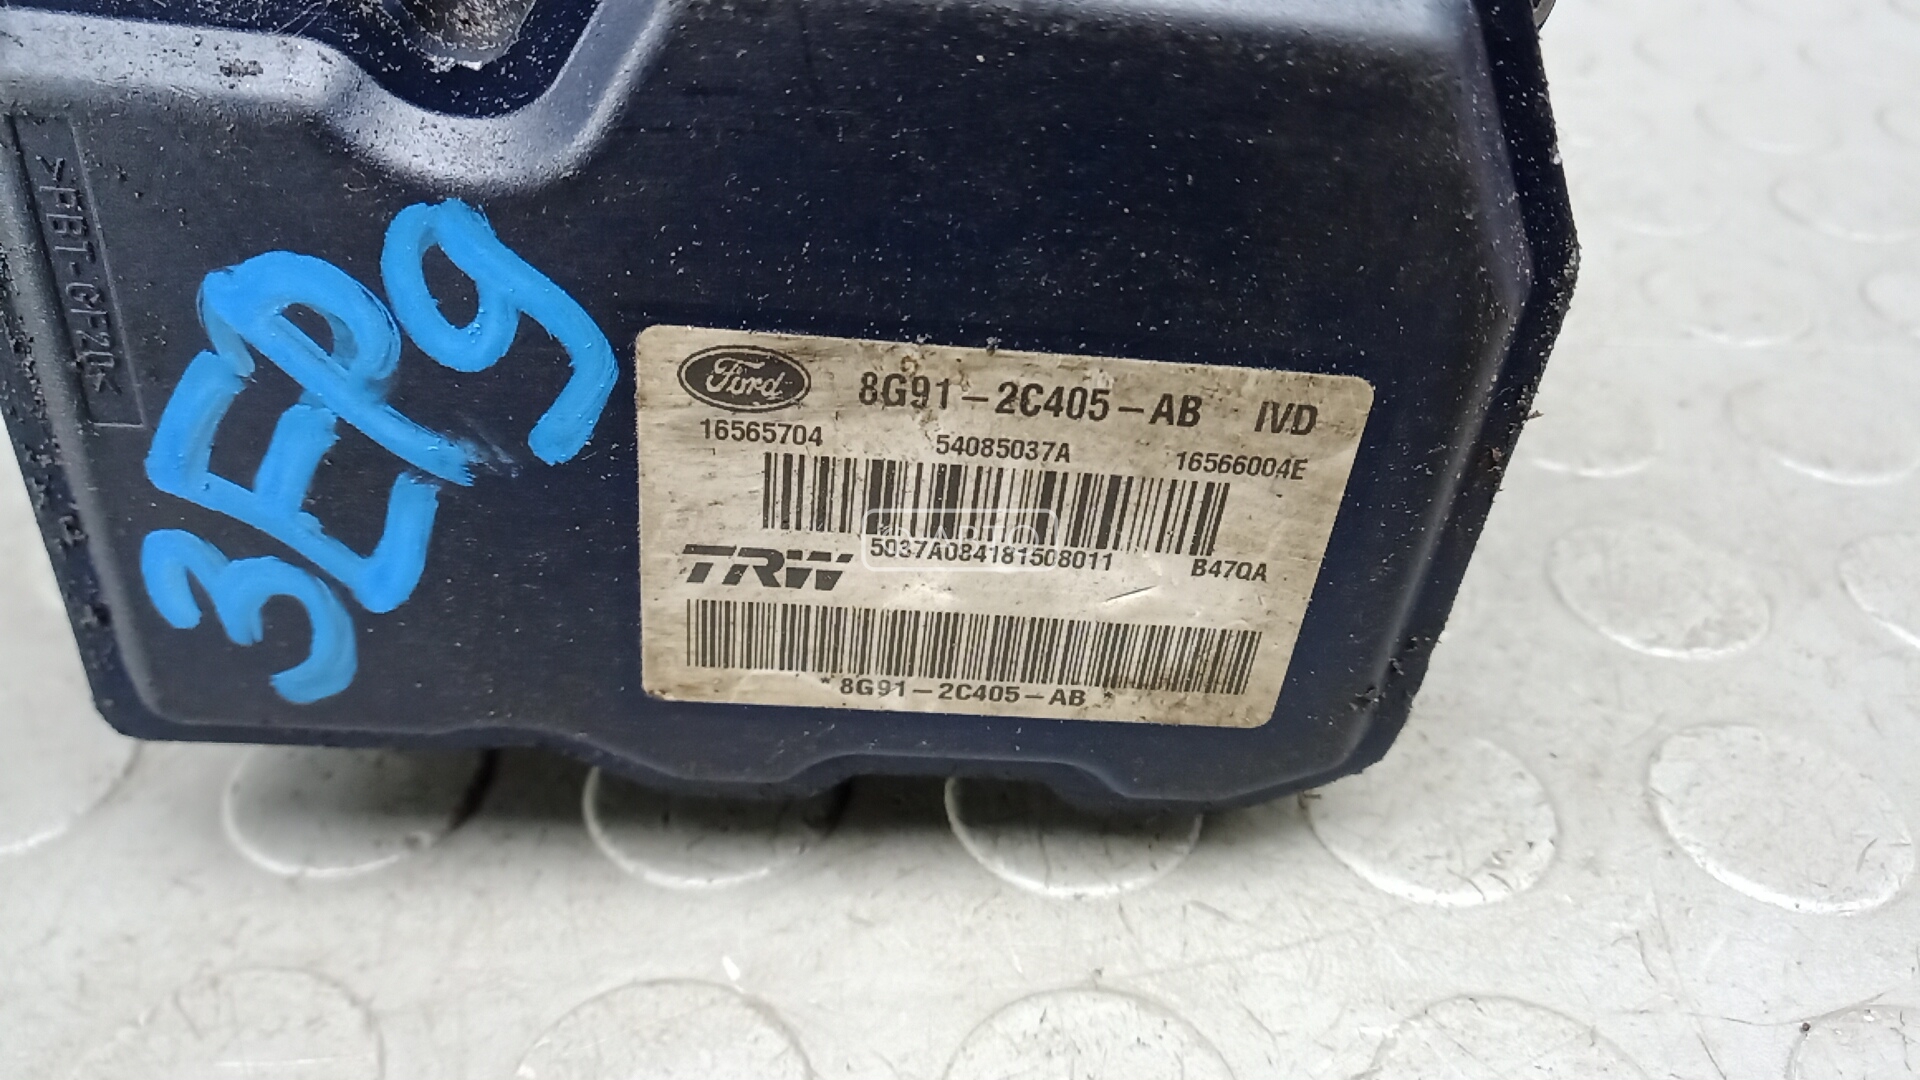 >PBT-GF20<
3EP9
Ford 8G91-2C405-AB IVD
16565704 54085037A 16566004E
TRW 5037A084181508011 B47QA
*8G91-2C405-AB*